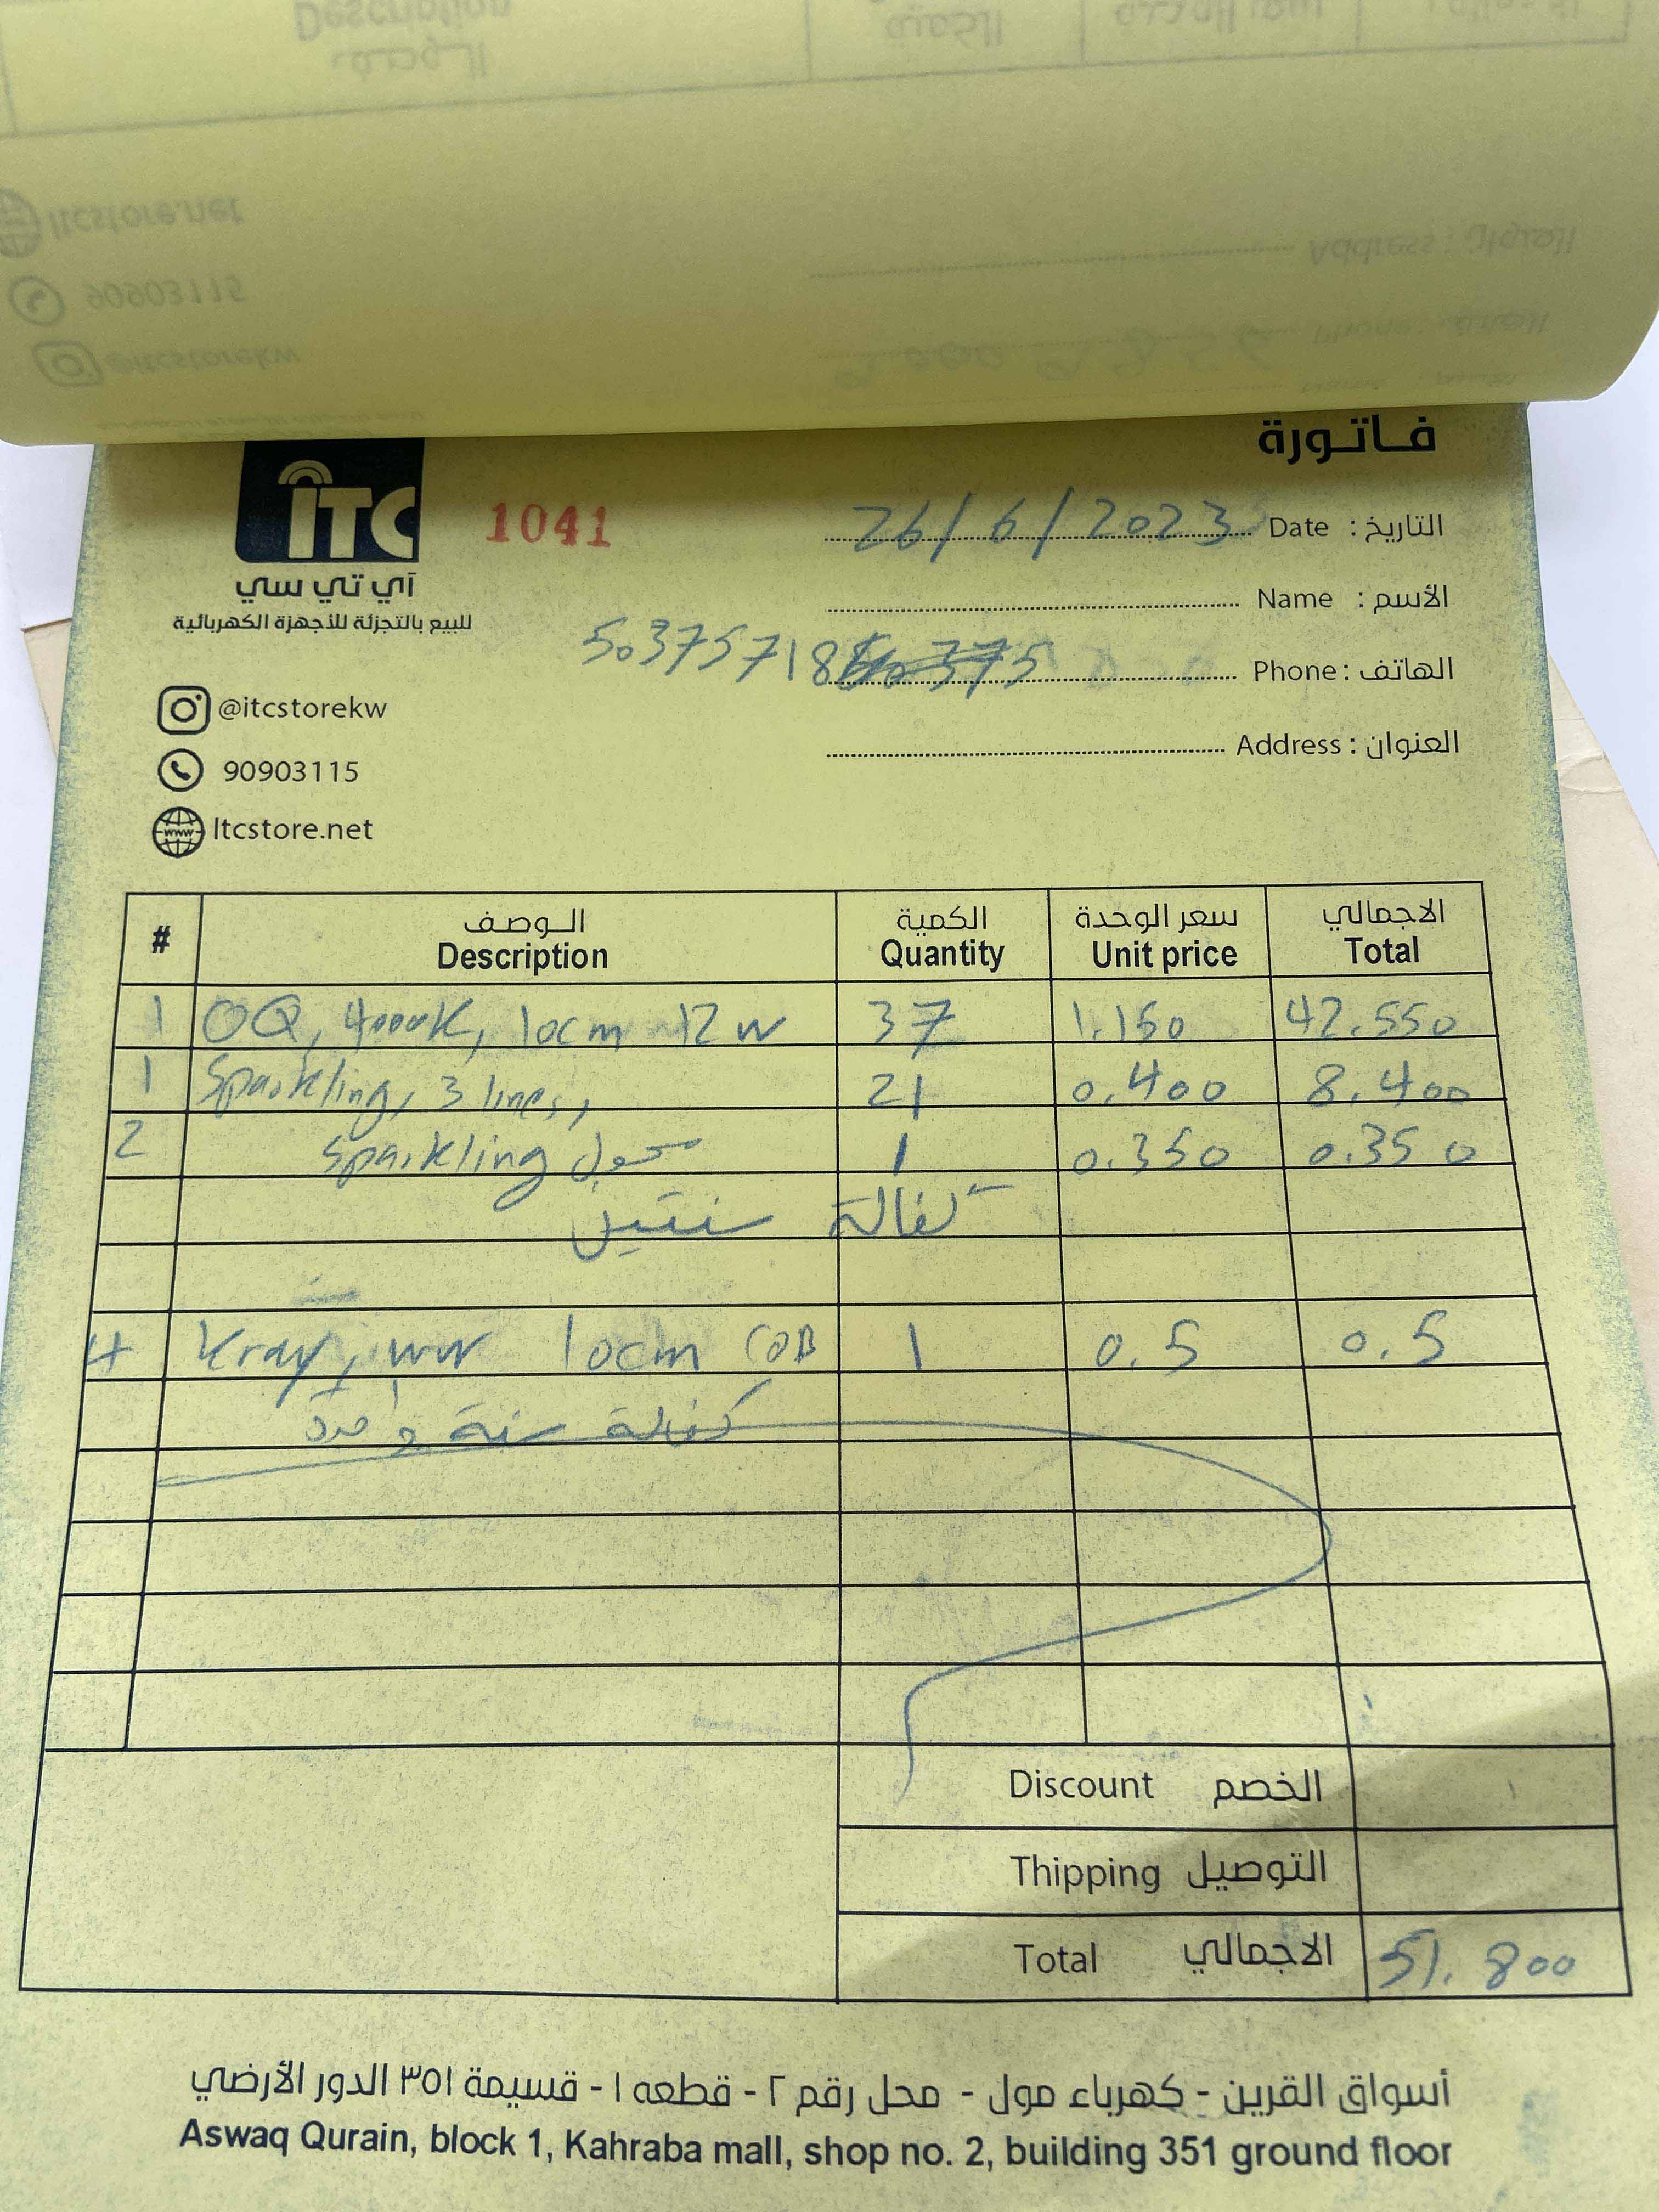 فاتورة
ITC
1041
آي تي سي
للبيع بالتجزئة للأجهزة الكهربائية
التاريخ : Date 26/6/2023
الأسم : Name
الهاتف : Phone 50375718
العنوان : Address
@itcstorekw
90903115
Itcstore.net
# الوصف الكمية سعر الوحدة الاجمالي
Description Quantity Unit price Total
1 OQ, 4000K, 10cm 12w 37 1.150 42.550
1 Sparkling, 3 lines, 21 0.400 8.400
2 Sparkling محول 1 0.350 0.350
كفالة سنتين
4 Kray, ww 10cm COB 1 0.5 0.5
كفالة سنة واحدة
Discount الخصم
Thipping التوصيل
Total الاجمالي 51.800
أسواق القرين - كهرباء مول - محل رقم ٢ - قطعه ١ - قسيمة ٣٥١ الدور الأرضي
Aswaq Qurain, block 1, Kahraba mall, shop no. 2, building 351 ground floor